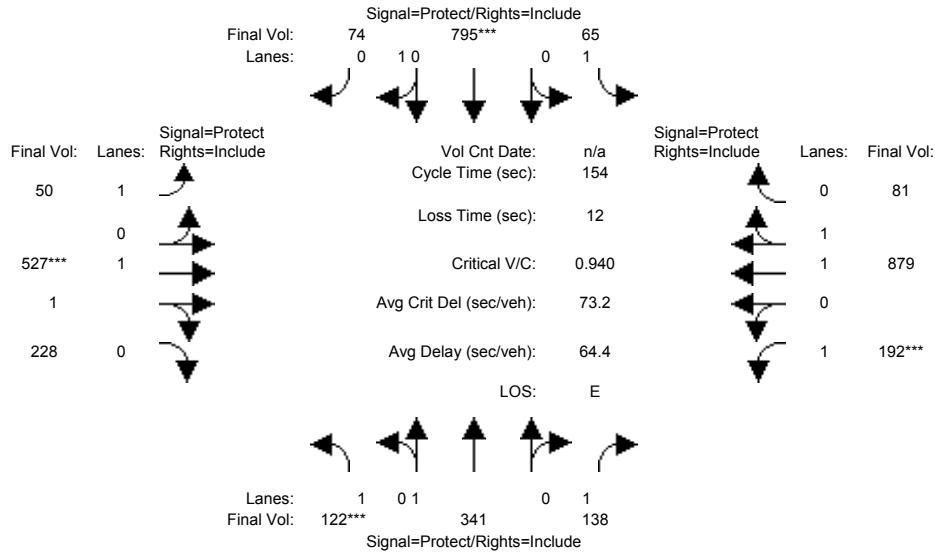 Signal=Protect/Rights=Include
Final Vol: 74 795*** 65
Lanes: 0 1 0 0 1
Signal=Protect
Final Vol: Lanes: Rights=Include
Vol Cnt Date: n/a
Signal=Protect
Rights=Include Lanes: Final Vol:
Cycle Time (sec): 154
50 1
0 81
Loss Time (sec): 12
0
1
527*** 1
Critical V/C: 0.940
1 879
1
Avg Crit Del (sec/veh): 73.2
0
228 0
Avg Delay (sec/veh): 64.4
1 192***
LOS: E
Lanes: 1 0 1 0 1
Final Vol: 122*** 341 138
Signal=Protect/Rights=Include